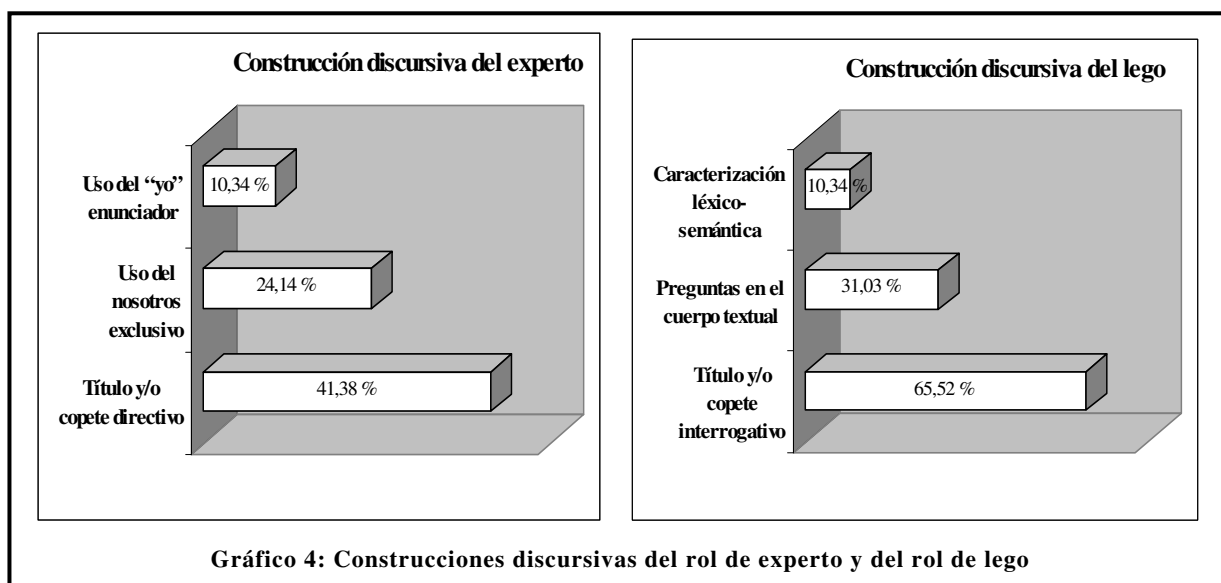 Construcción discursiva del experto
Uso del “yo”
enunciador
10,34 %
Uso del
nosotros
exclusivo
24,14 %
Título y/o
copete directivo
41,38 %
Construcción discursiva del lego
Caracterización
léxico-
semántica
10,34 %
Preguntas en el
cuerpo textual
31,03 %
Título y/o
copete
interrogativo
65,52 %
Gráfico 4: Construcciones discursivas del rol de experto y del rol de lego